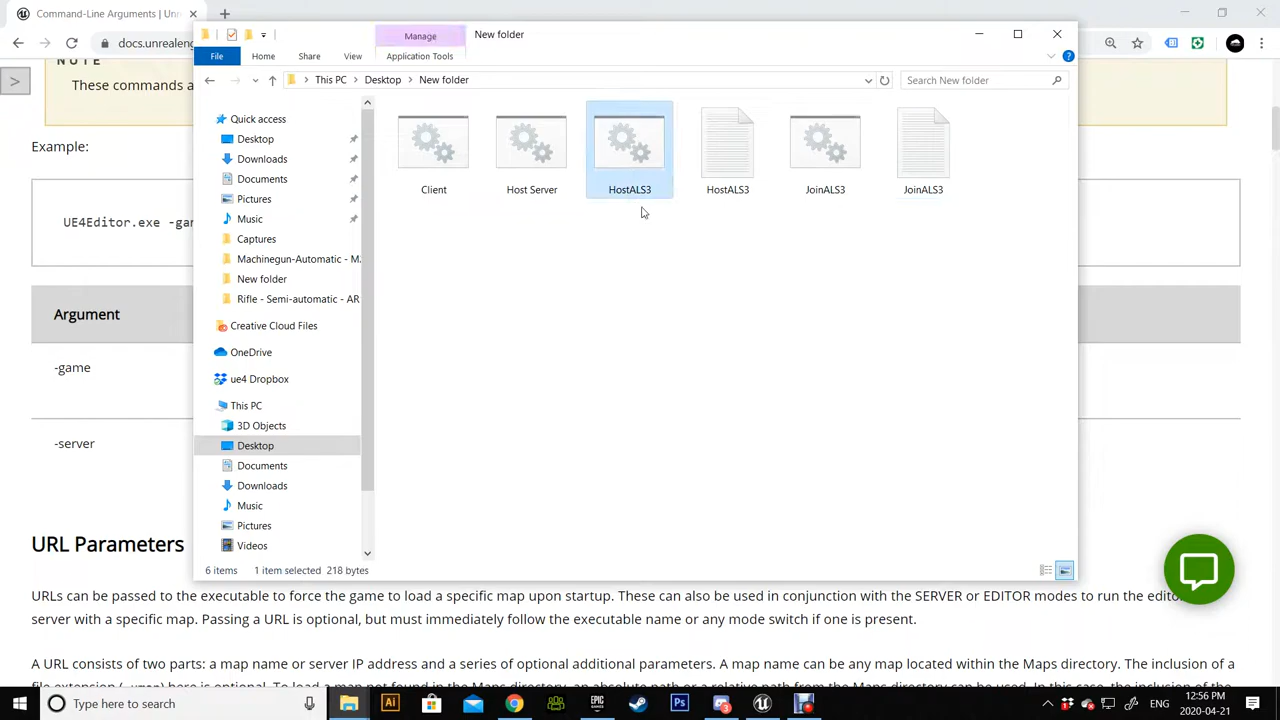 Command-Line Arguments | Unr
docs.unrealeng
Manage
New folder
File
Home
Share
View
Application Tools
This PC > Desktop > New folder
Search New folder
N O T E
These commands a
Example:
UE4Editor.exe -gam
Argument
-game
-server
Quick access
Desktop
Downloads
Documents
Pictures
Music
Captures
Machinegun-Automatic - M.
New folder
Rifle - Semi-automatic - AR
Creative Cloud Files
OneDrive
ue4 Dropbox
This PC
3D Objects
Desktop
Documents
Downloads
Music
Pictures
Videos
Client
Host Server
HostALS3
HostALS3
JoinALS3
JoinALS3
6 items
1 item selected 218 bytes
URL Parameters
URLs can be passed to the executable to force the game to load a specific map upon startup. These can also be used in conjunction with the SERVER or EDITOR modes to run the edito
server with a specific map. Passing a URL is optional, but must immediately follow the executable name or any mode switch if one is present.
A URL consists of two parts: a map name or server IP address and a series of optional additional parameters. A map name can be any map located within the Maps directory. The inclusion of a
Type here to search
Ai
EPIC
GAMES
Ps
ENG
12:56 PM
2020-04-21